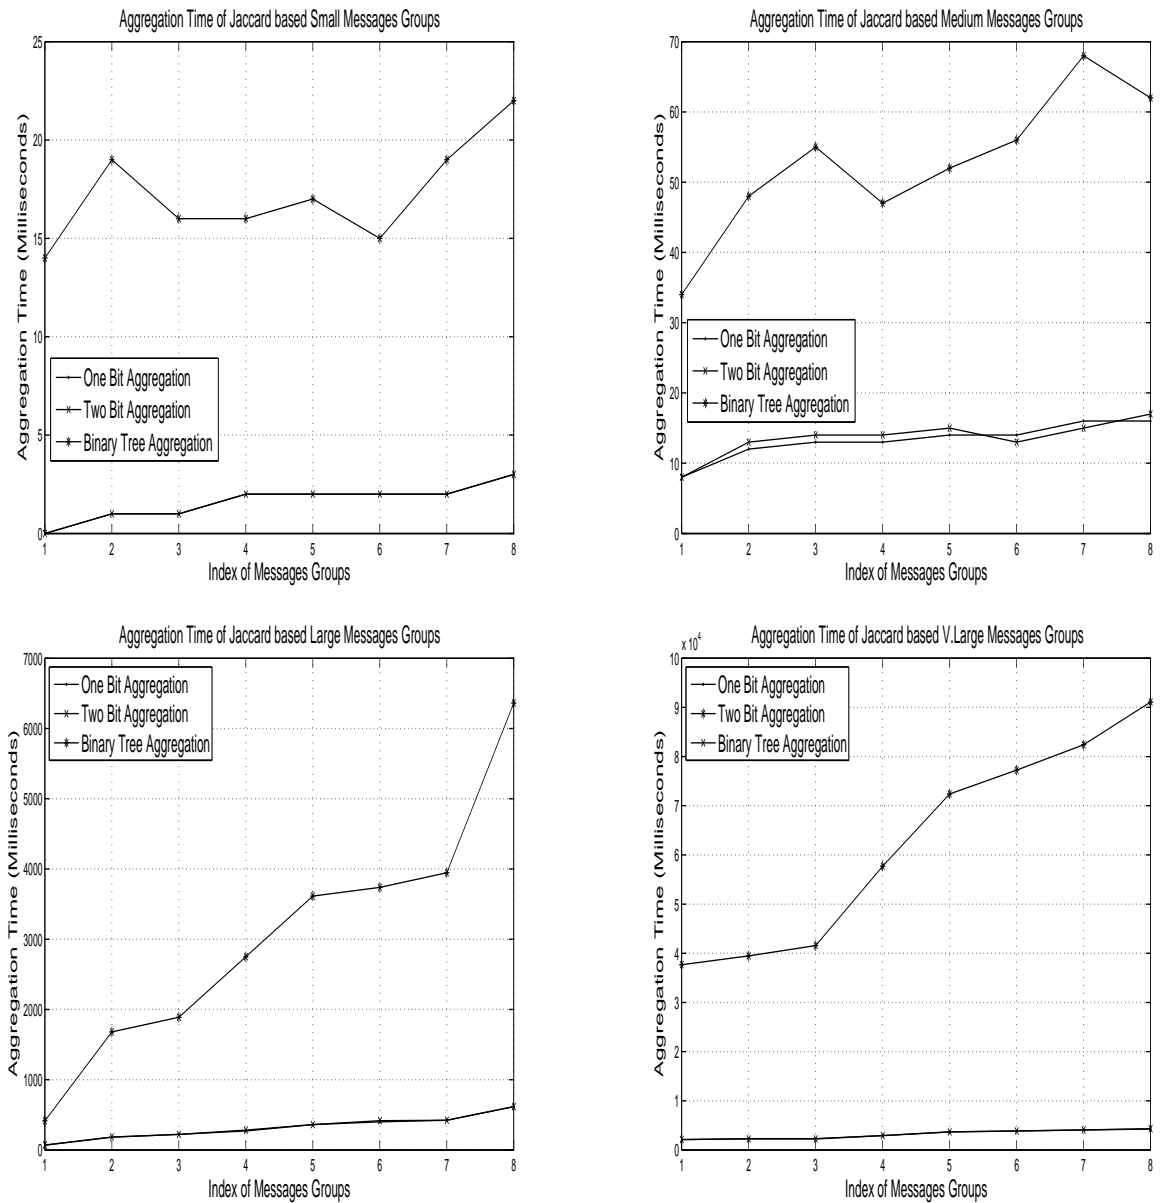 Aggregation Time of Jaccard based Small Messages Groups
25
20
15
10
5
0
Aggregation Time (Milliseconds)
One Bit Aggregation
Two Bit Aggregation
Binary Tree Aggregation
1 2 3 4 5 6 7 8
Index of Messages Groups
Aggregation Time of Jaccard based Medium Messages Groups
70
60
50
40
30
20
10
0
Aggregation Time (Milliseconds)
One Bit Aggregation
Two Bit Aggregation
Binary Tree Aggregation
1 2 3 4 5 6 7 8
Index of Messages Groups
Aggregation Time of Jaccard based Large Messages Groups
7000
6000
5000
4000
3000
2000
1000
0
Aggregation Time (Milliseconds)
One Bit Aggregation
Two Bit Aggregation
Binary Tree Aggregation
1 2 3 4 5 6 7 8
Index of Messages Groups
Aggregation Time of Jaccard based V.Large Messages Groups
x 10^4
10
9
8
7
6
5
4
3
2
1
0
Aggregation Time (Milliseconds)
One Bit Aggregation
Two Bit Aggregation
Binary Tree Aggregation
1 2 3 4 5 6 7 8
Index of Messages Groups